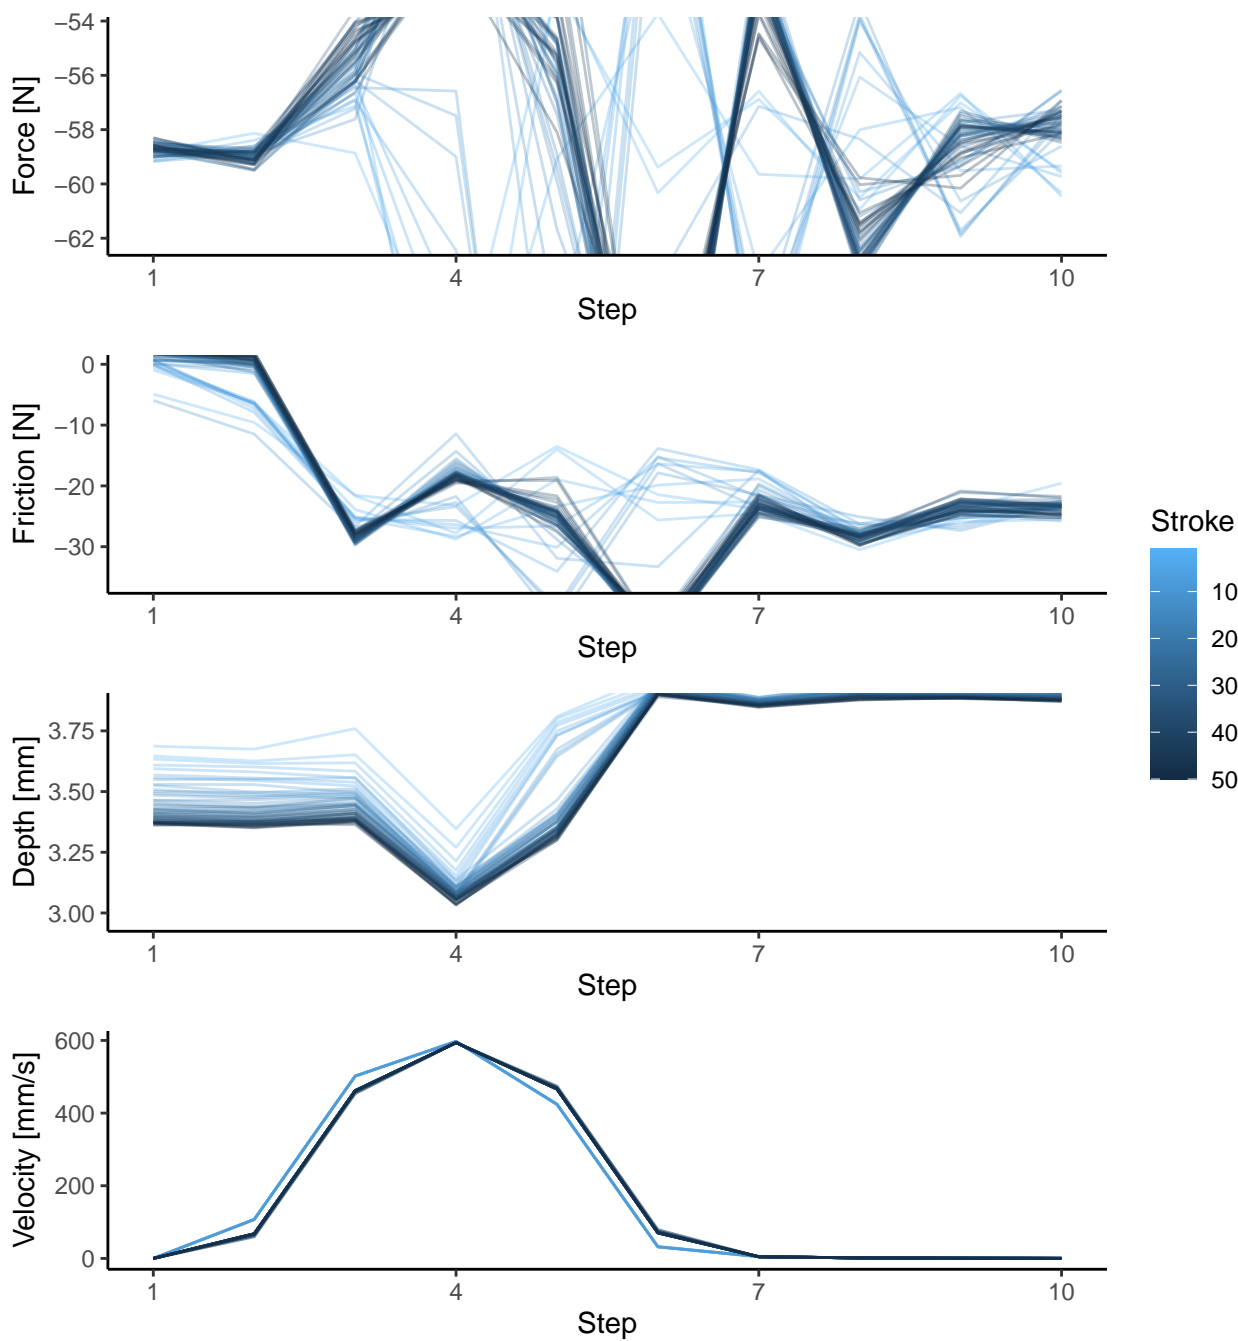 Force [N]
−54
−56
−58
−60
−62
1 4 7 10
Step
Friction [N]
0
−10
−20
−30
1 4 7 10
Step
Stroke
10
20
30
40
50
Depth [mm]
3.75
3.50
3.25
3.00
1 4 7 10
Step
Velocity [mm/s]
600
400
200
0
1 4 7 10
Step